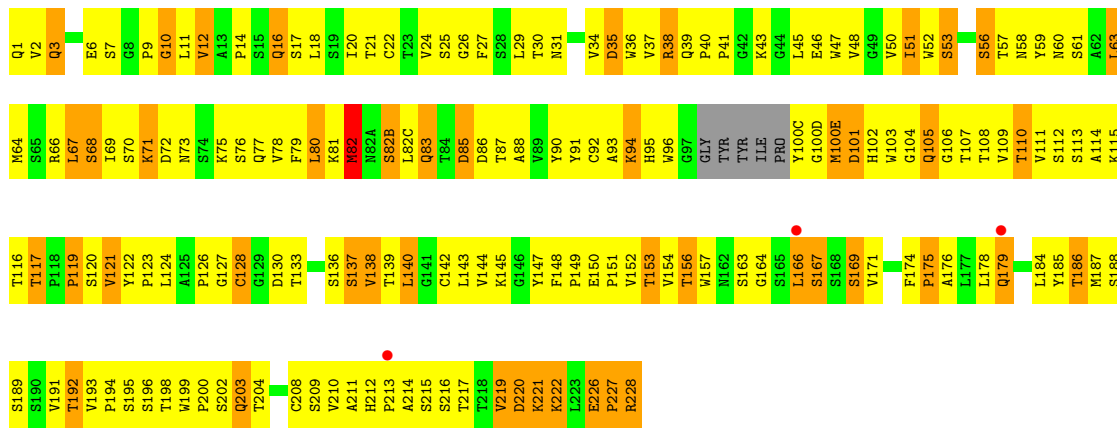 Q1 V2 Q3 E6 S7 G8 P9 G10 L11 V12 A13 P14 S15 Q16 S17 L18 S19 I20 T21 C22 T23 V24 S25 G26 F27 S28 L29 T30 N31 V34 D35 W36 V37 R38 Q39 P40 P41 G42 K43 G44 L45 E46 W47 V48 G49 V50 I51 W52 S53 S56 T57 N58 Y59 N60 S61 A62 L63
M64 S65 R66 L67 S68 I69 S70 K71 D72 N73 S74 K75 S76 Q77 V78 F79 L80 K81 M82 N82A S82B L82C Q83 T84 D85 D86 T87 A88 V89 Y90 Y91 C92 A93 K94 H95 W96 G97 GLY TYR TYR ILE PRO Y100C G100D M100E D101 H102 W103 G104 Q105 G106 T107 T108 V109 T110 V111 S112 S113 A114 K115
T116 T117 P118 P119 S120 V121 Y122 P123 L124 A125 P126 G127 C128 G129 D130 T133 S136 S137 V138 T139 L140 G141 C142 L143 V144 K145 G146 Y147 F148 P149 E150 P151 V152 T153 V154 T156 W157 N162 S163 G164 S165 L166 S167 S168 S169 V171 F174 P175 A176 L177 L178 Q179 L184 Y185 T186 M187 S188
S189 S190 V191 T192 V193 P194 S195 S196 T198 W199 P200 S202 Q203 T204 C208 S209 V210 A211 H212 P213 A214 S215 S216 T217 T218 V219 D220 K221 K222 L223 E226 P227 R228